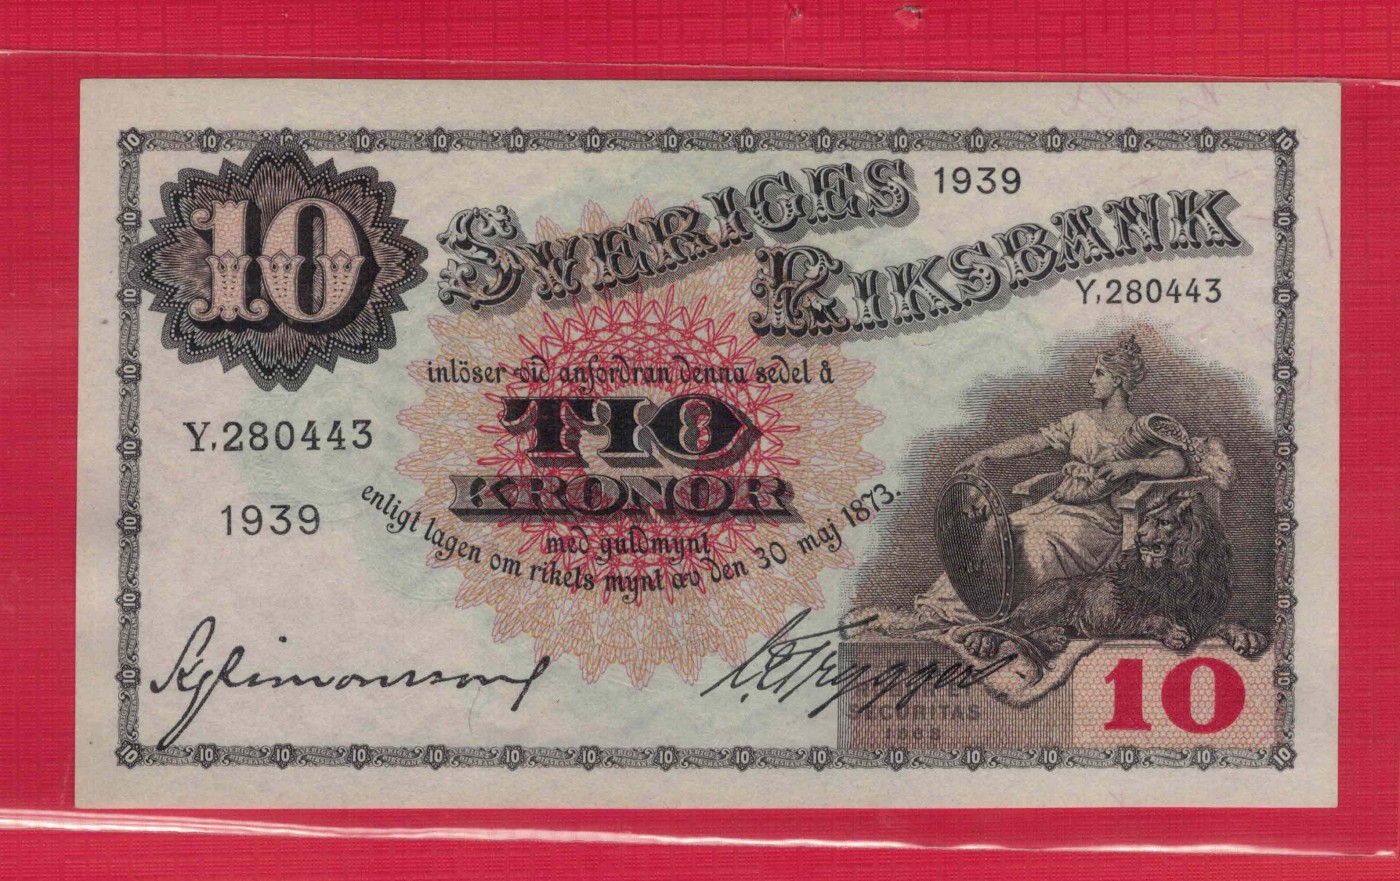 10
SVERIGES 1939
RIKSBANK
Y,280443
inlöser vid anfordran denna sedel å
TIO
KRONOR
Y,280443
1939
med guldmynt
enligt lagen om rikets mynt av den 30 maj 1873.
SECURITAS
10